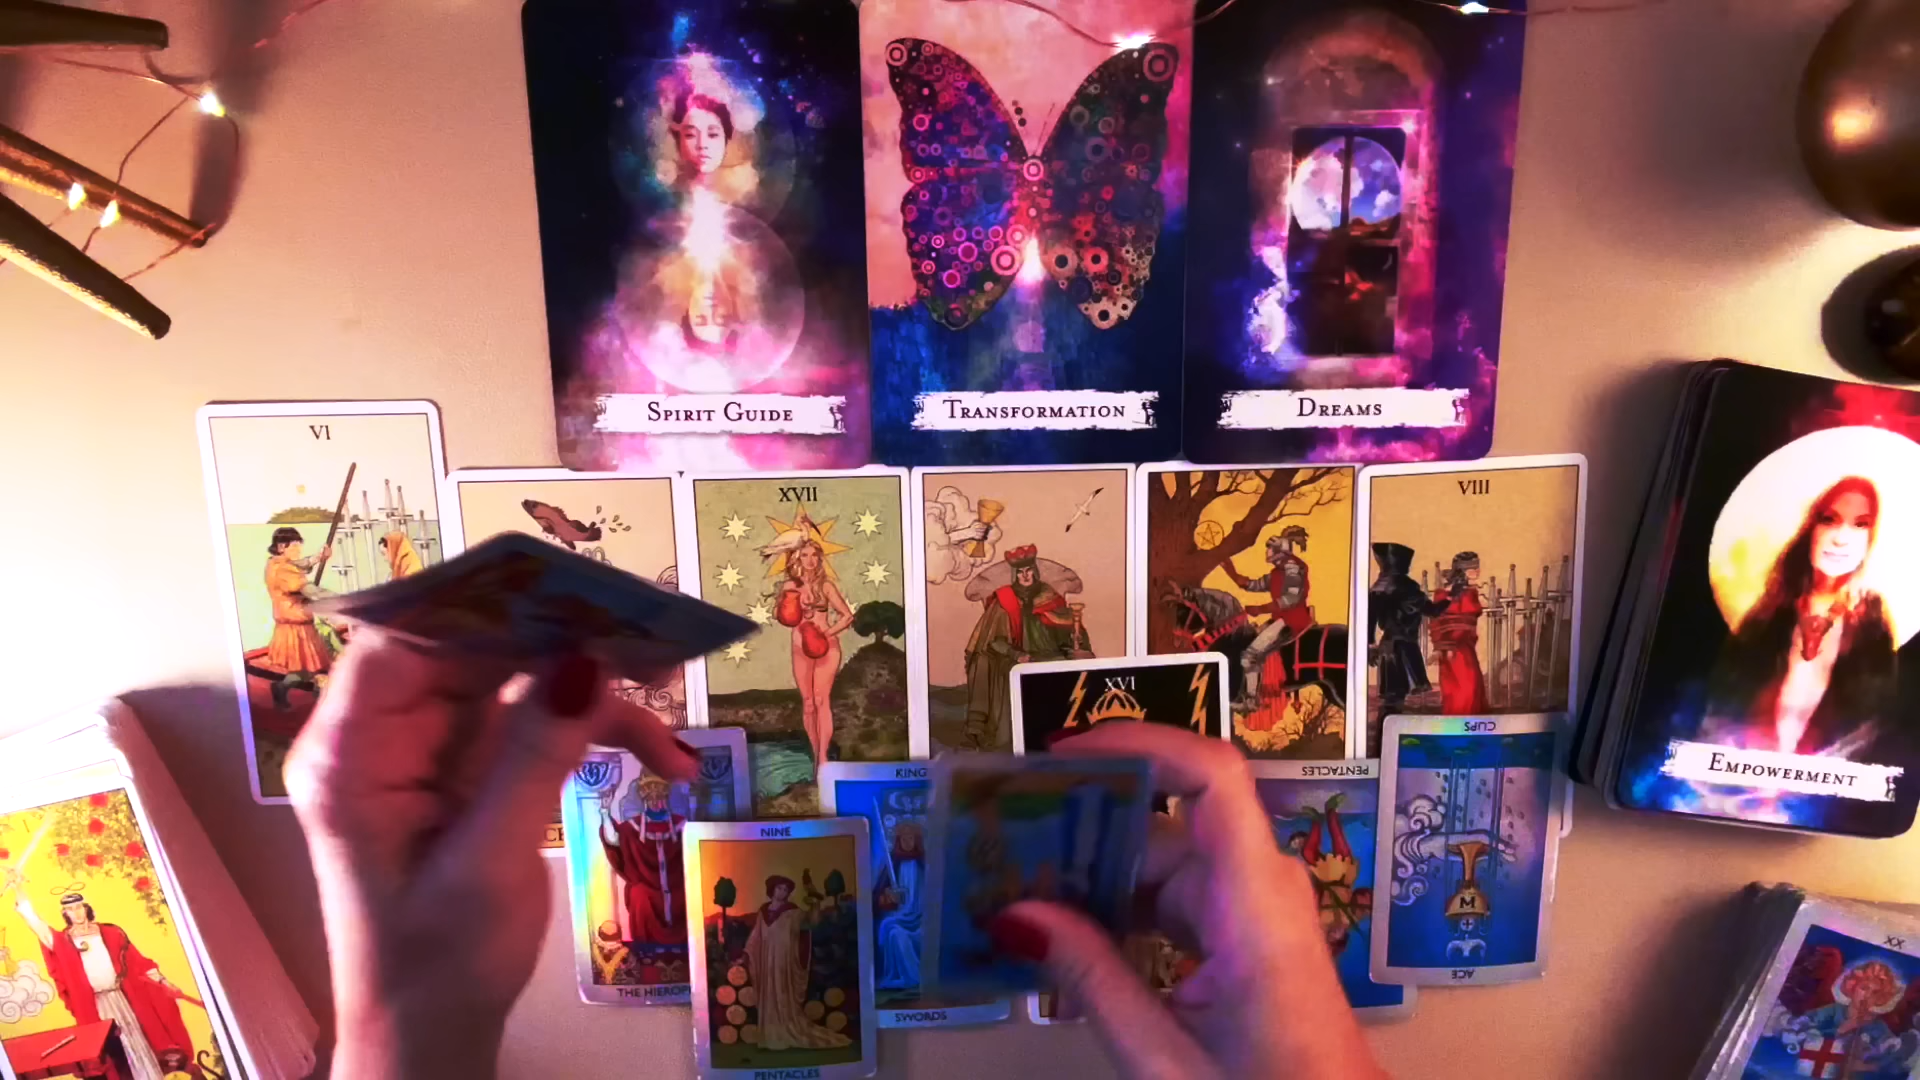 SPIRIT GUIDE
TRANSFORMATION
DREAMS
VI
XVII
VIII
XVI
EMPOWERMENT
CUPS
KING
PENTACLES
NINE
ACE
THE HIEROP
SWORDS
PENTACLES
XX
M